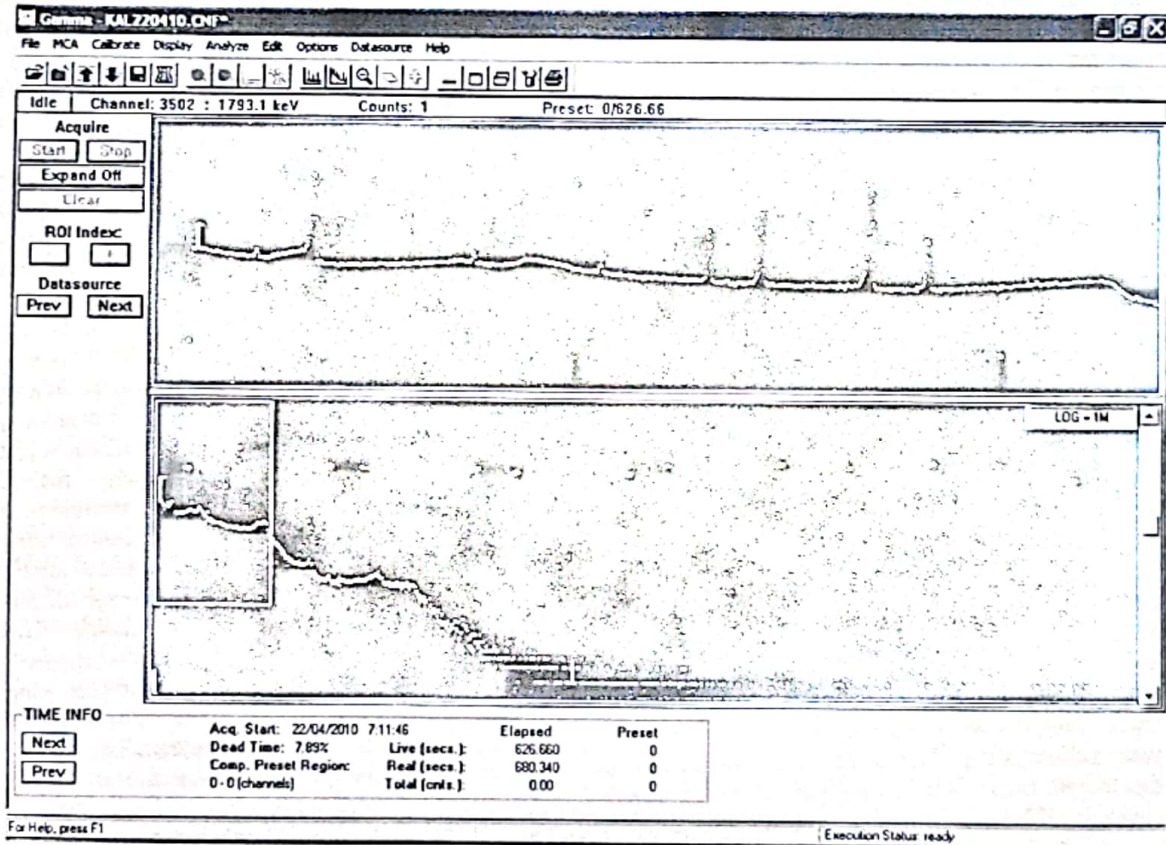 Gamma - KAL220410.CNF*
File MCA Calibrate Display Analyze Edit Options Datasource Help
Idle Channel: 3502 : 1793.1 keV Counts: 1 Preset: 0/626.66
Acquire
Start Stop
Expand Off
Clear
ROI Index:
- +
Datasource
Prev Next
LOG - 1M
TIME INFO
Next
Prev
Acq. Start: 22/04/2010 7:11:46 Elapsed Preset
Dead Time: 7.89% Live (secs.): 626.660 0
Comp. Preset Region: Real (secs.): 680.340 0
0 - 0 (channels) Total (cnts.): 0.00 0
For Help, press F1 Execution Status: ready